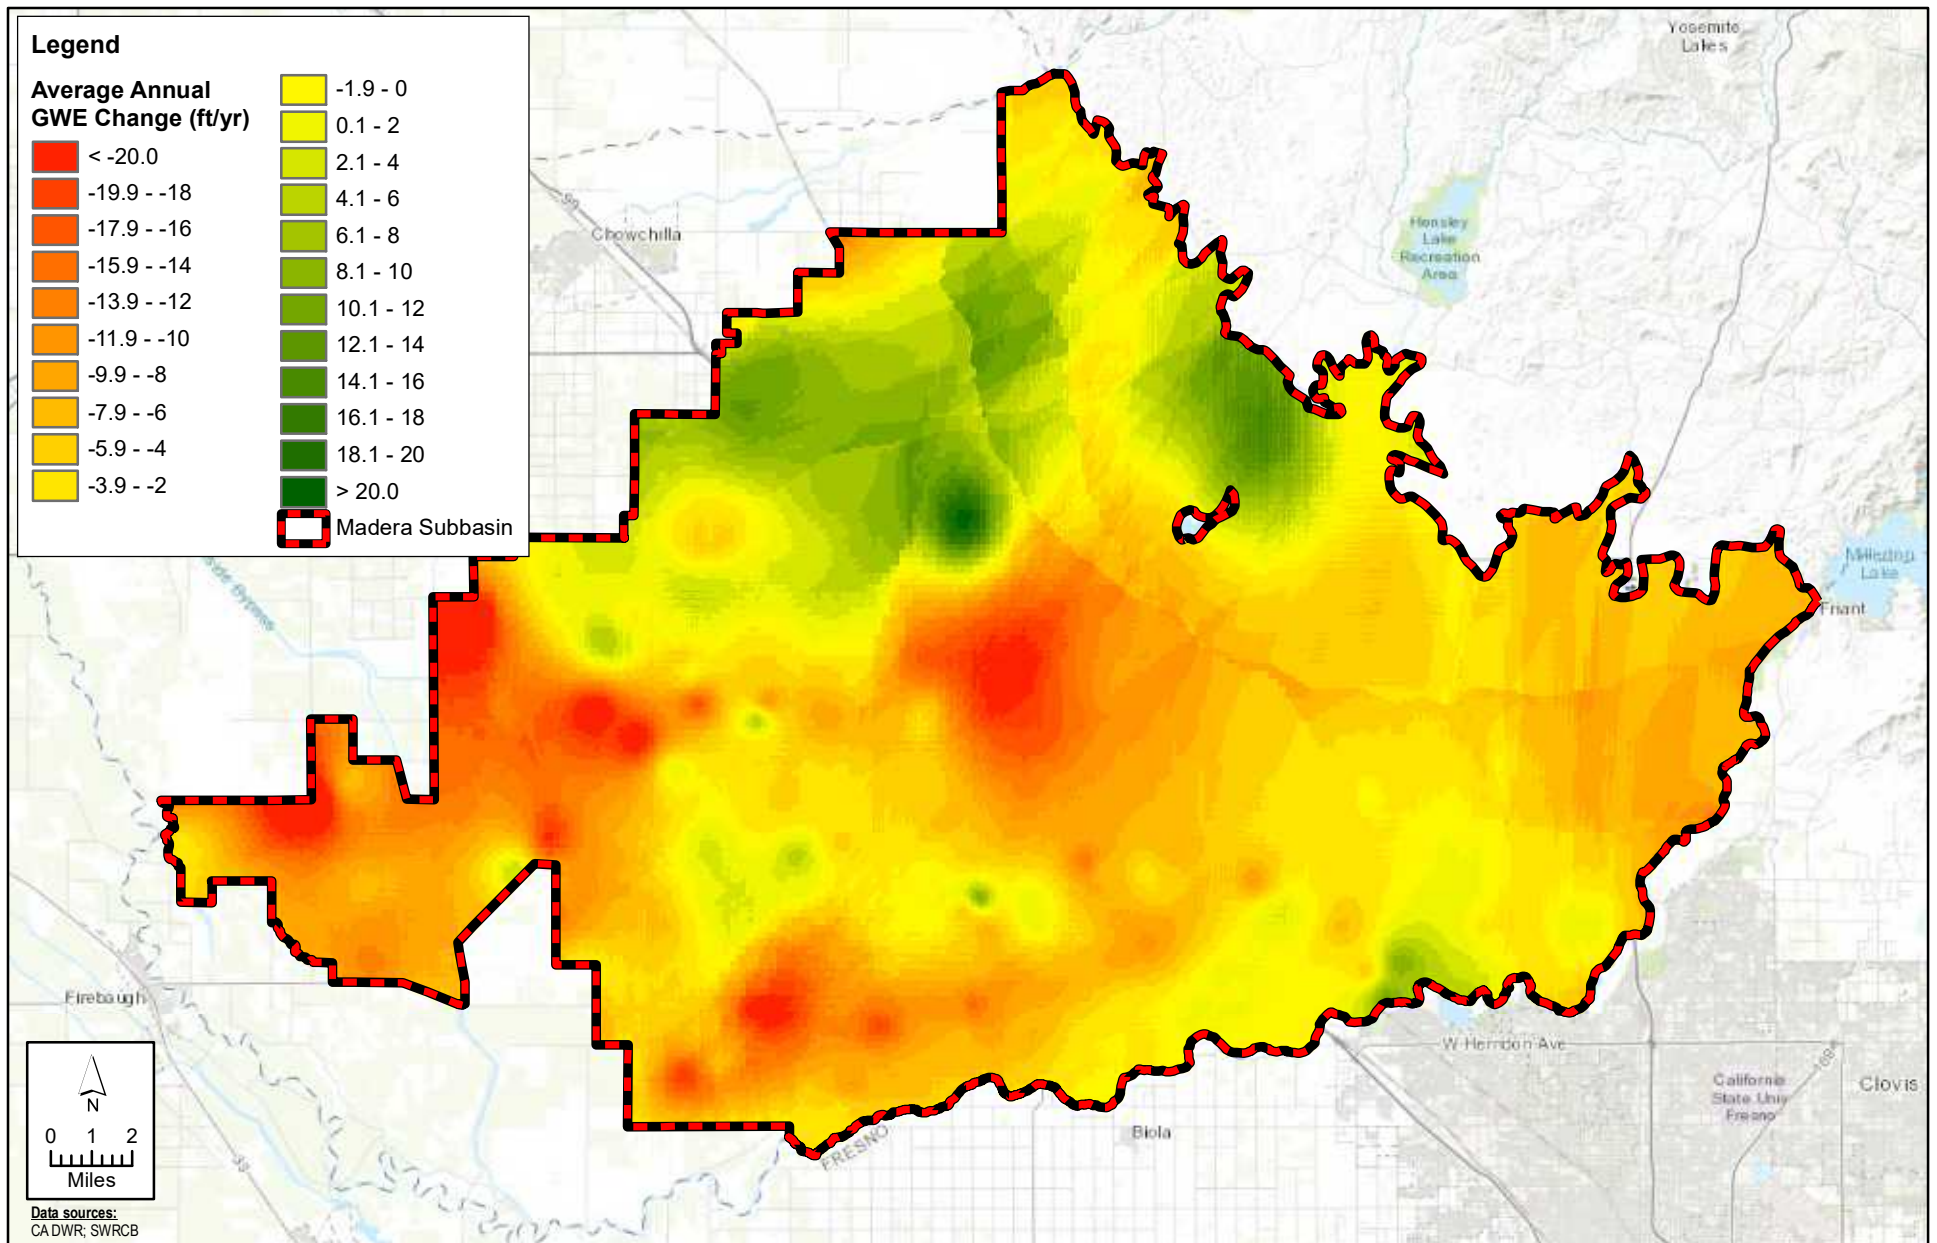 Legend
Average Annual
GWE Change (ft/yr)
< -20.0
-19.9 - -18
-17.9 - -16
-15.9 - -14
-13.9 - -12
-11.9 - -10
-9.9 - -8
-7.9 - -6
-5.9 - -4
-3.9 - -2
-1.9 - 0
0.1 - 2
2.1 - 4
4.1 - 6
6.1 - 8
8.1 - 10
10.1 - 12
12.1 - 14
14.1 - 16
16.1 - 18
18.1 - 20
> 20.0
Madera Subbasin
Yosemite
Lakes
99
Chowchilla
Hensley
Lake
Recreation
Area
Millerton
Lake
Friant
Bypass
Firebaugh
33
FRESNO
Biola
W Herndon Ave
168
California
State Univ
Fresno
Clovis
N
0 1 2
Miles
Data sources:
CA DWR; SWRCB